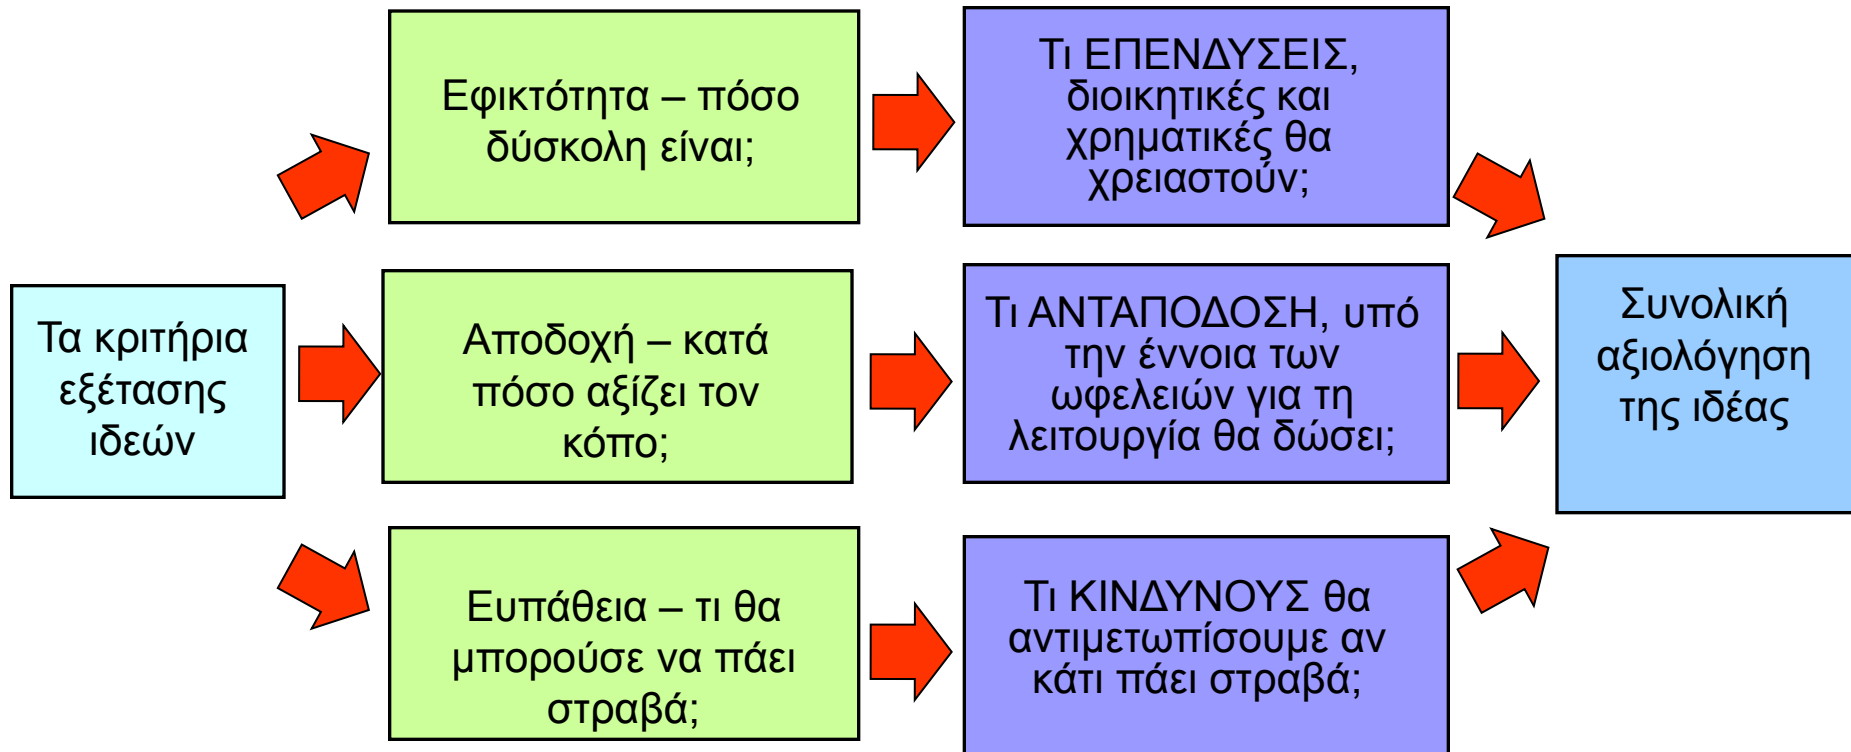 Τα κριτήρια
εξέτασης
ιδεών
Εφικτότητα – πόσο
δύσκολη είναι;
Τι ΕΠΕΝΔΥΣΕΙΣ,
διοικητικές και
χρηματικές θα
χρειαστούν;
Αποδοχή – κατά
πόσο αξίζει τον
κόπο;
Τι ΑΝΤΑΠΟΔΟΣΗ, υπό
την έννοια των
ωφελειών για τη
λειτουργία θα δώσει;
Ευπάθεια – τι θα
μπορούσε να πάει
στραβά;
Τι ΚΙΝΔΥΝΟΥΣ θα
αντιμετωπίσουμε αν
κάτι πάει στραβά;
Συνολική
αξιολόγηση
της ιδέας